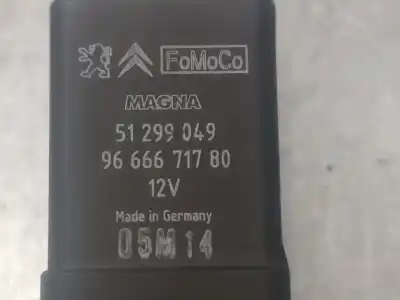 FoMoCo
MAGNA
51 299 049
96 666 717 80
12V
Made in Germany
05M14